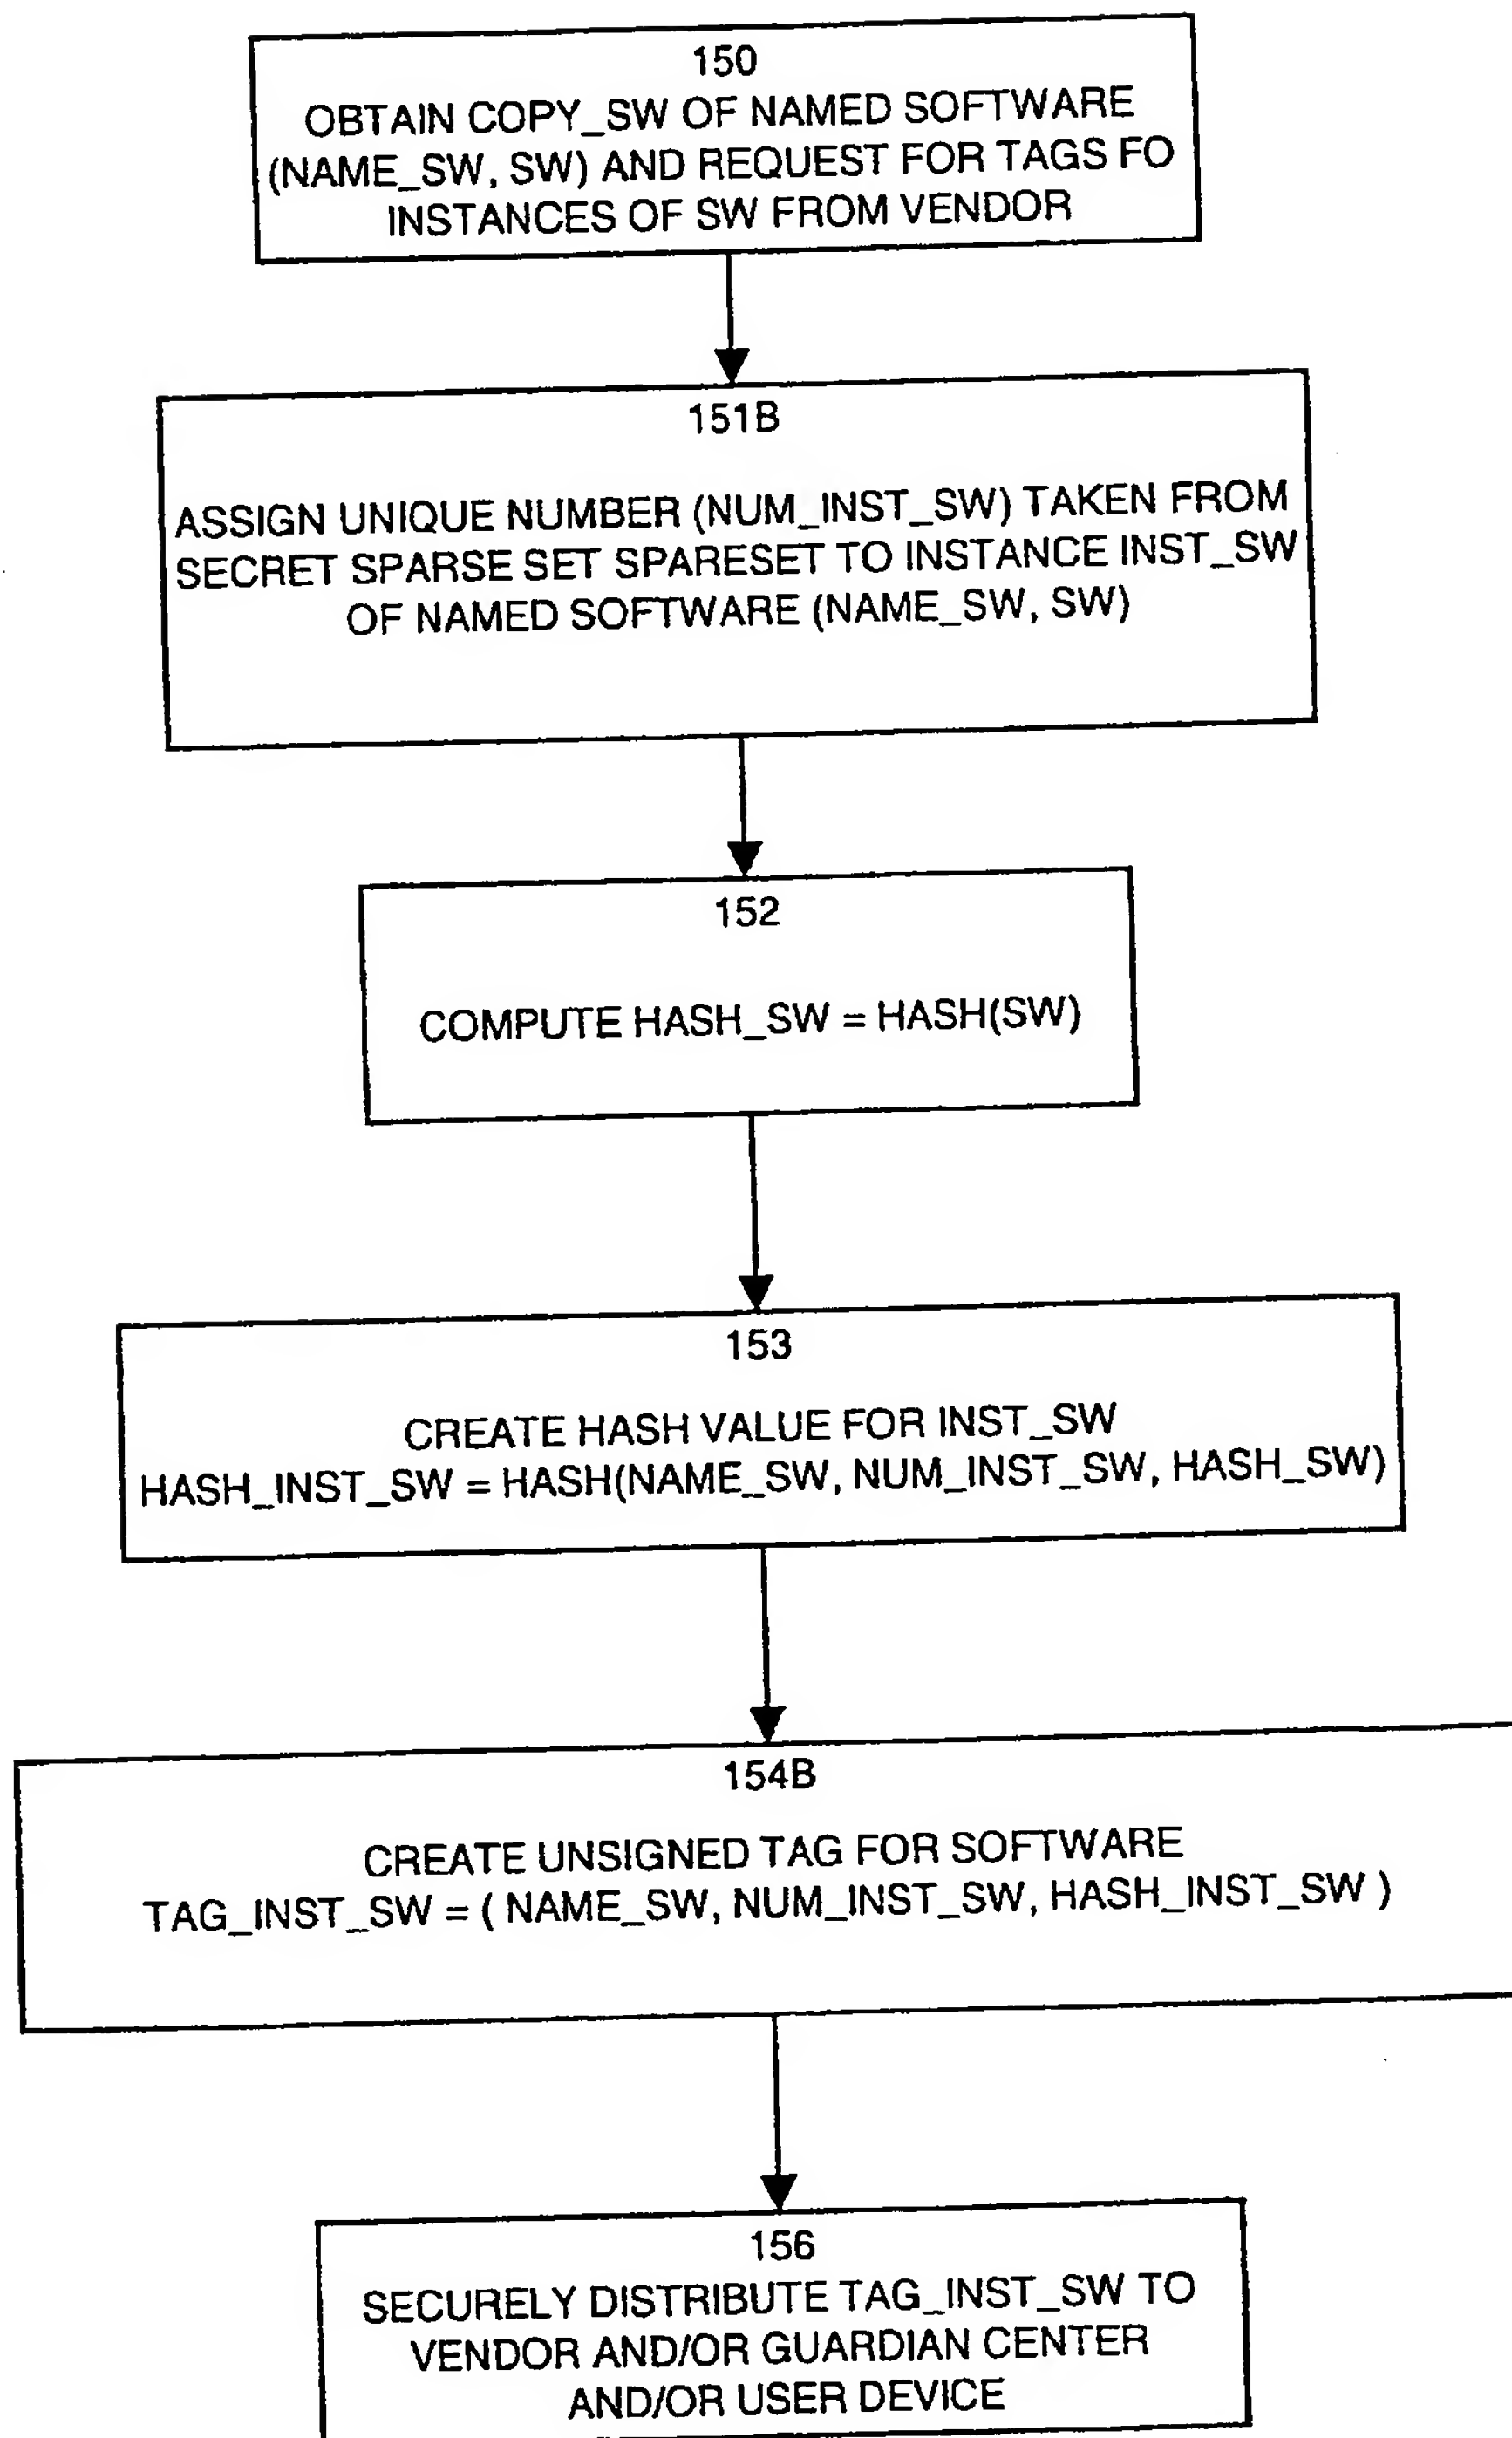 150
OBTAIN COPY_SW OF NAMED SOFTWARE
(NAME_SW, SW) AND REQUEST FOR TAGS FO
INSTANCES OF SW FROM VENDOR
151B
ASSIGN UNIQUE NUMBER (NUM_INST_SW) TAKEN FROM
SECRET SPARSE SET SPARESET TO INSTANCE INST_SW
OF NAMED SOFTWARE (NAME_SW, SW)
152
COMPUTE HASH_SW = HASH(SW)
153
CREATE HASH VALUE FOR INST_SW
HASH_INST_SW = HASH(NAME_SW, NUM_INST_SW, HASH_SW)
154B
CREATE UNSIGNED TAG FOR SOFTWARE
TAG_INST_SW = ( NAME_SW, NUM_INST_SW, HASH_INST_SW )
156
SECURELY DISTRIBUTE TAG_INST_SW TO
VENDOR AND/OR GUARDIAN CENTER
AND/OR USER DEVICE